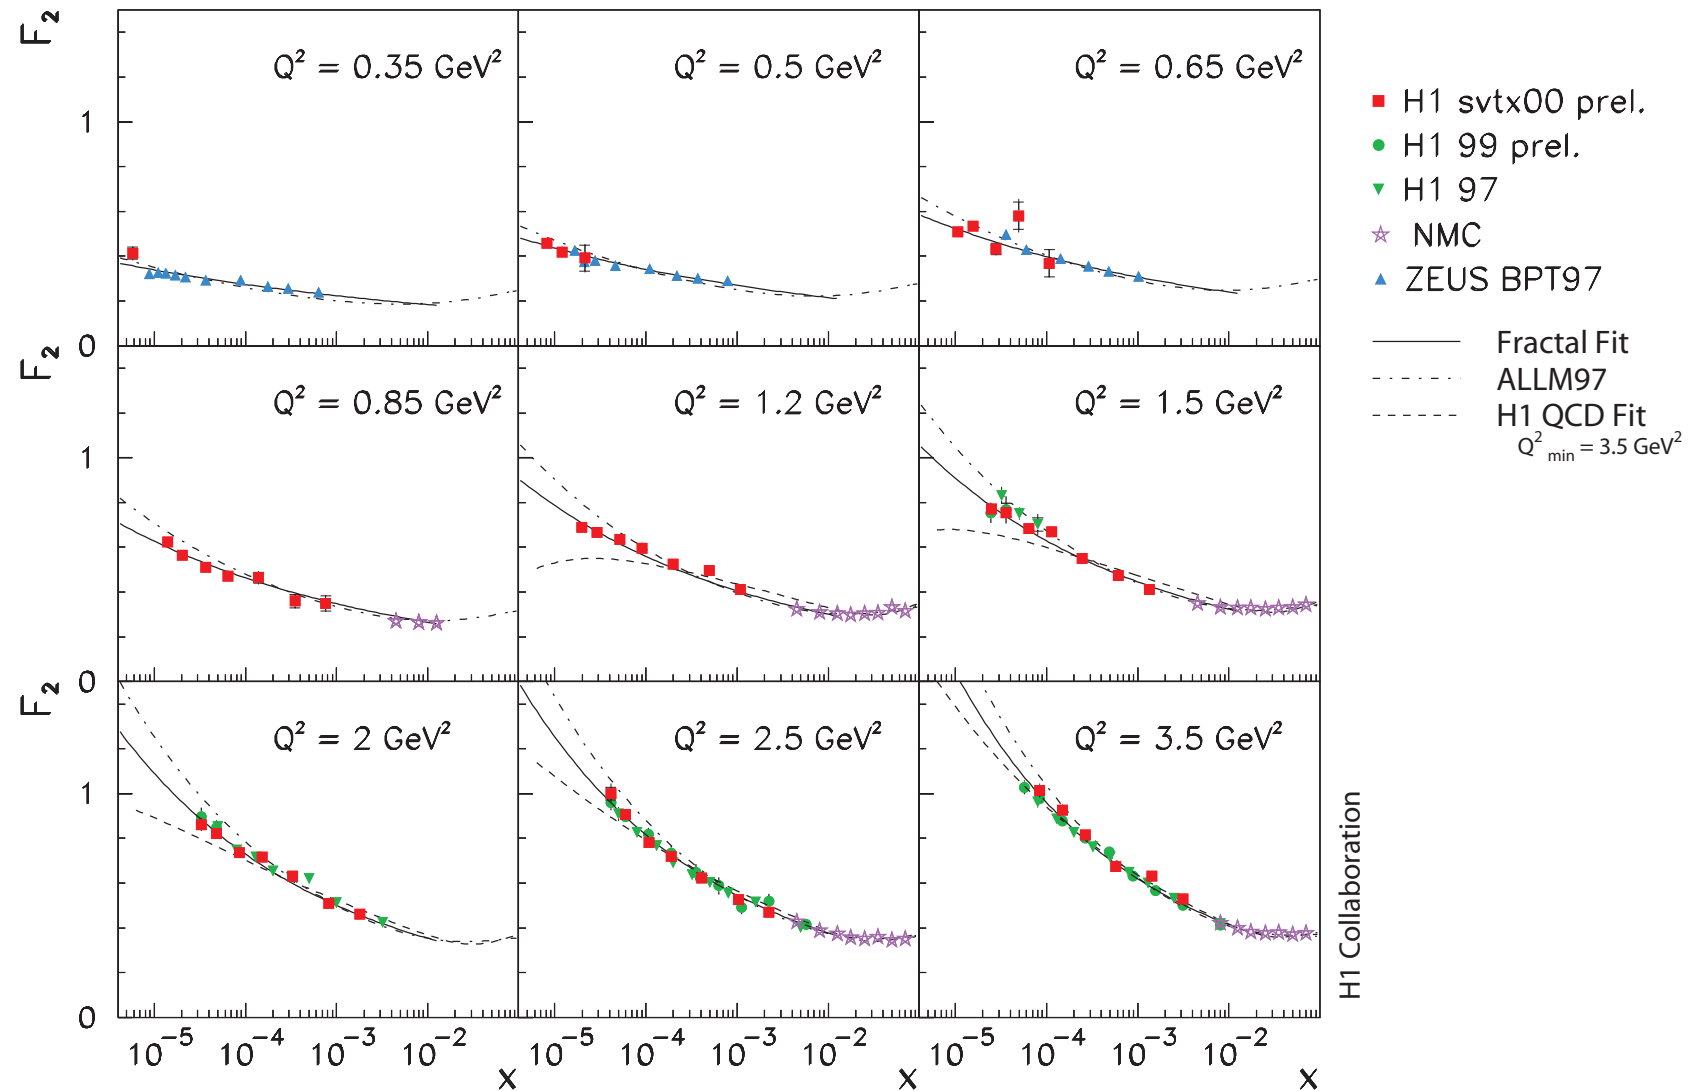 F₂
Q² = 0.35 GeV²
Q² = 0.5 GeV²
Q² = 0.65 GeV²
1
0
F₂
Q² = 0.85 GeV²
Q² = 1.2 GeV²
Q² = 1.5 GeV²
1
0
F₂
Q² = 2 GeV²
Q² = 2.5 GeV²
Q² = 3.5 GeV²
1
0
10⁻⁵ 10⁻⁴ 10⁻³ 10⁻²
x
10⁻⁵ 10⁻⁴ 10⁻³ 10⁻²
x
10⁻⁵ 10⁻⁴ 10⁻³ 10⁻²
x
H1 svtx00 prel.
H1 99 prel.
H1 97
NMC
ZEUS BPT97
Fractal Fit
ALLM97
H1 QCD Fit
Q² min = 3.5 GeV²
H1 Collaboration